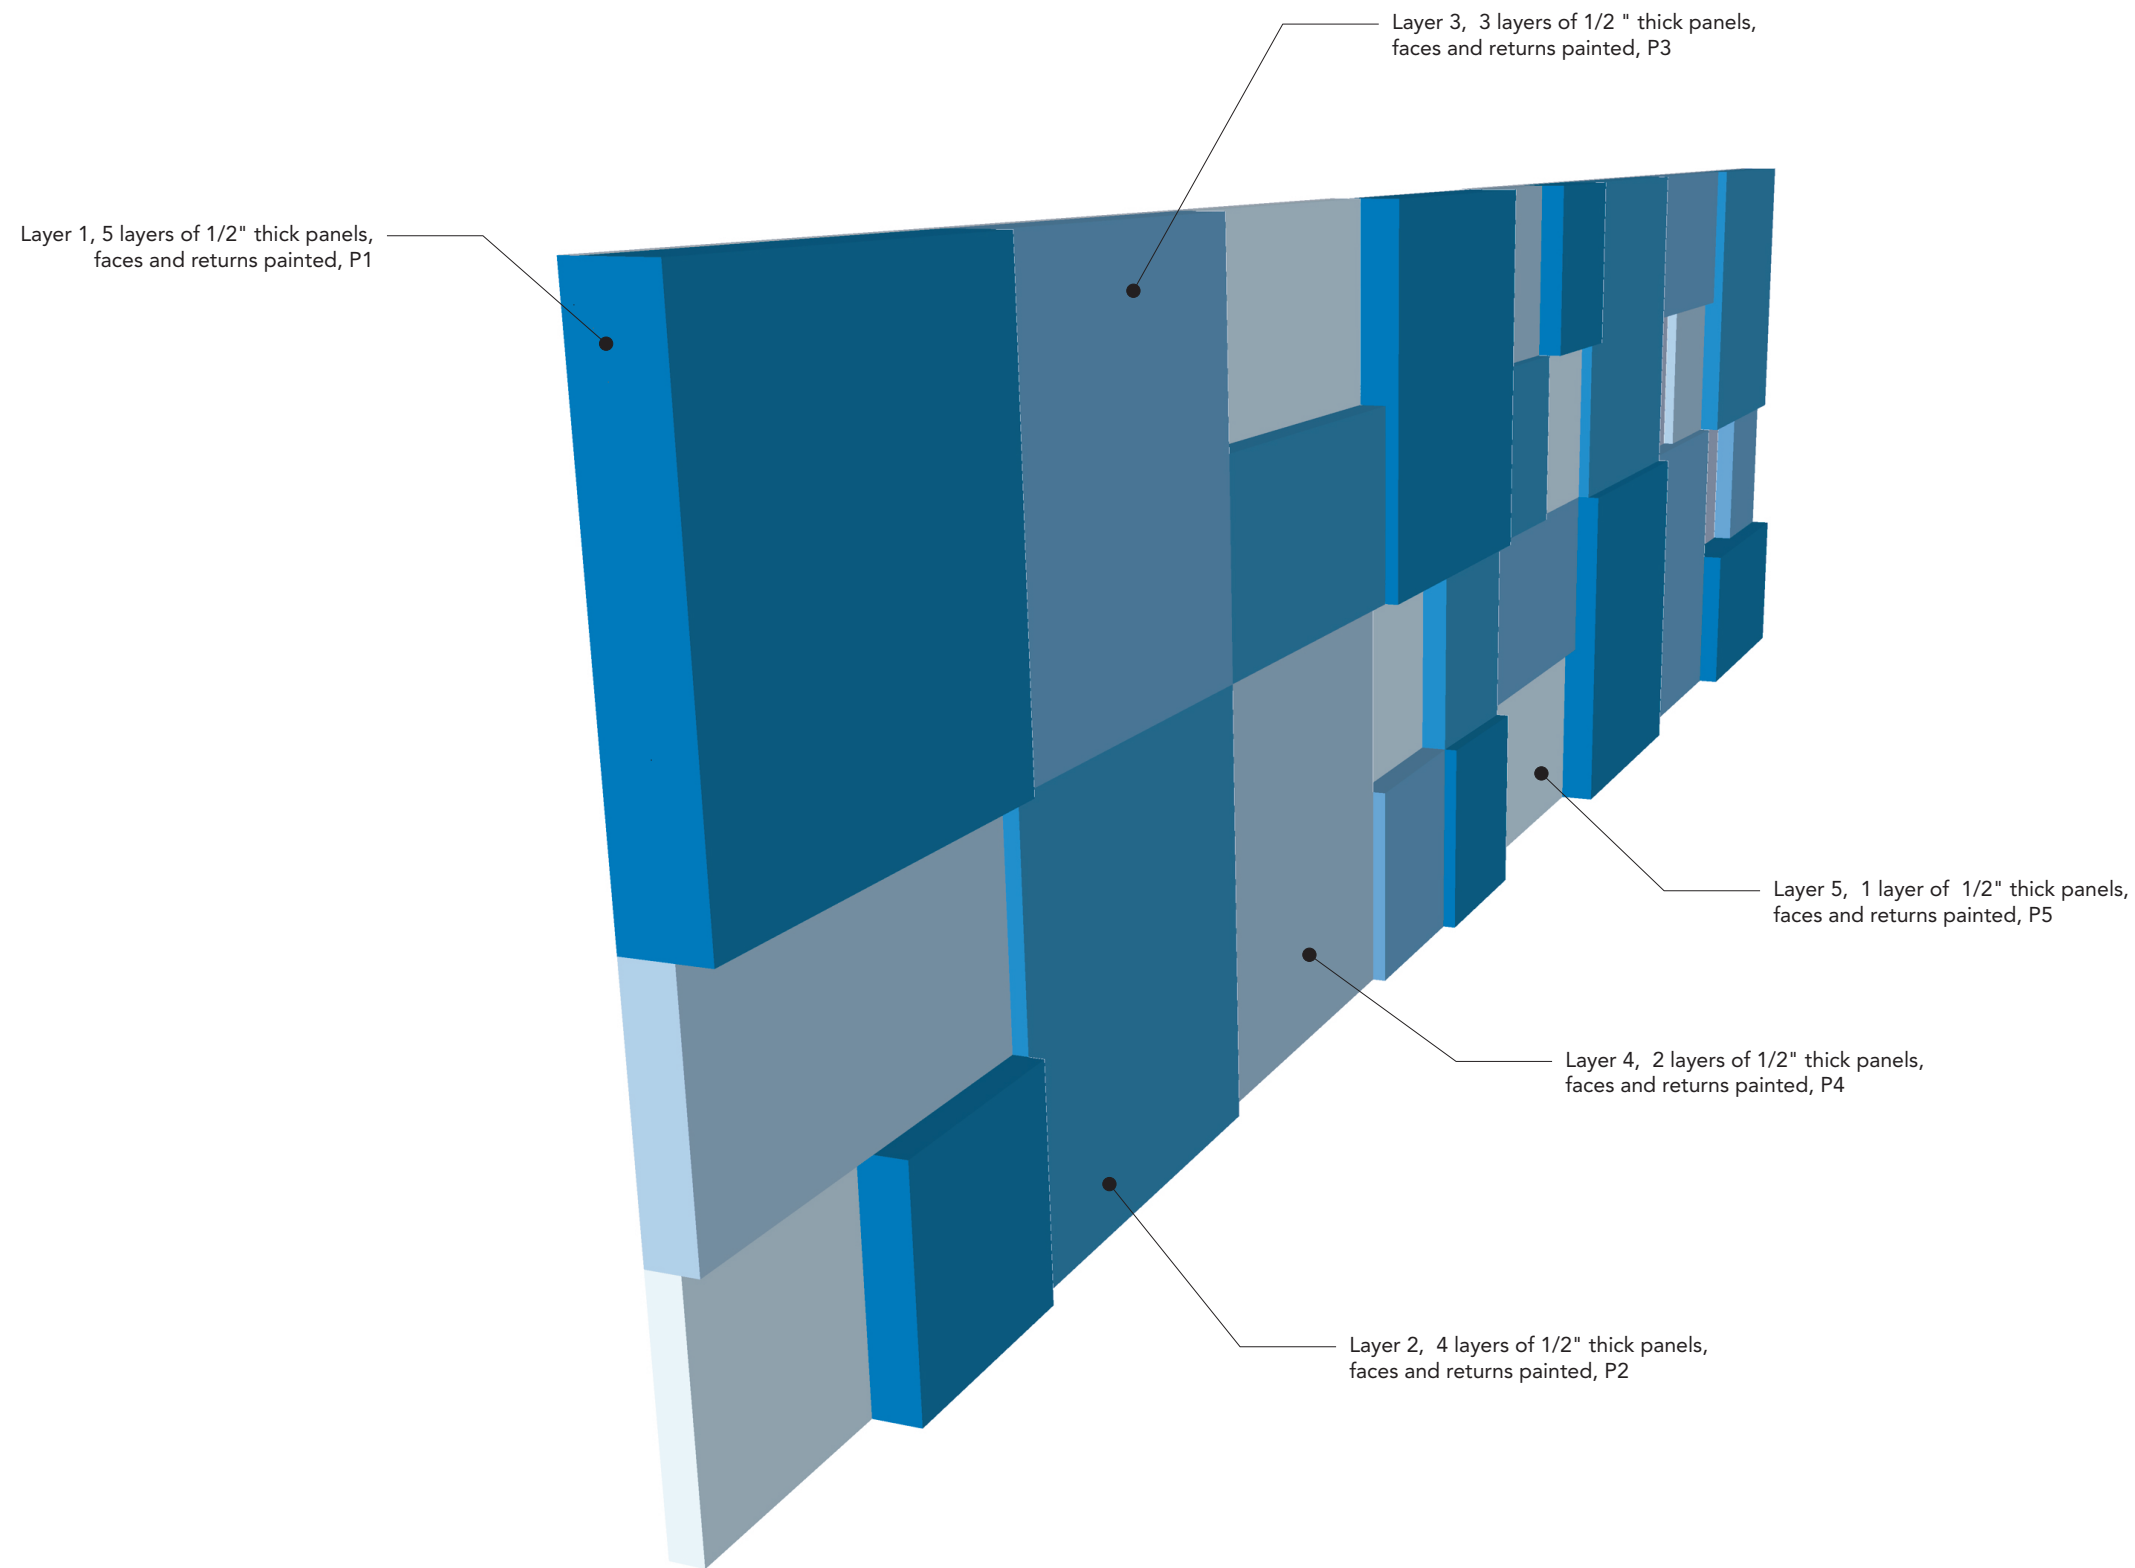 Layer 3,  3 layers of 1/2 " thick panels,
faces and returns painted, P3
Layer 1, 5 layers of 1/2" thick panels,
faces and returns painted, P1
Layer 5,  1 layer of  1/2" thick panels,
faces and returns painted, P5
Layer 4,  2 layers of 1/2" thick panels,
faces and returns painted, P4
Layer 2,  4 layers of 1/2" thick panels,
faces and returns painted, P2